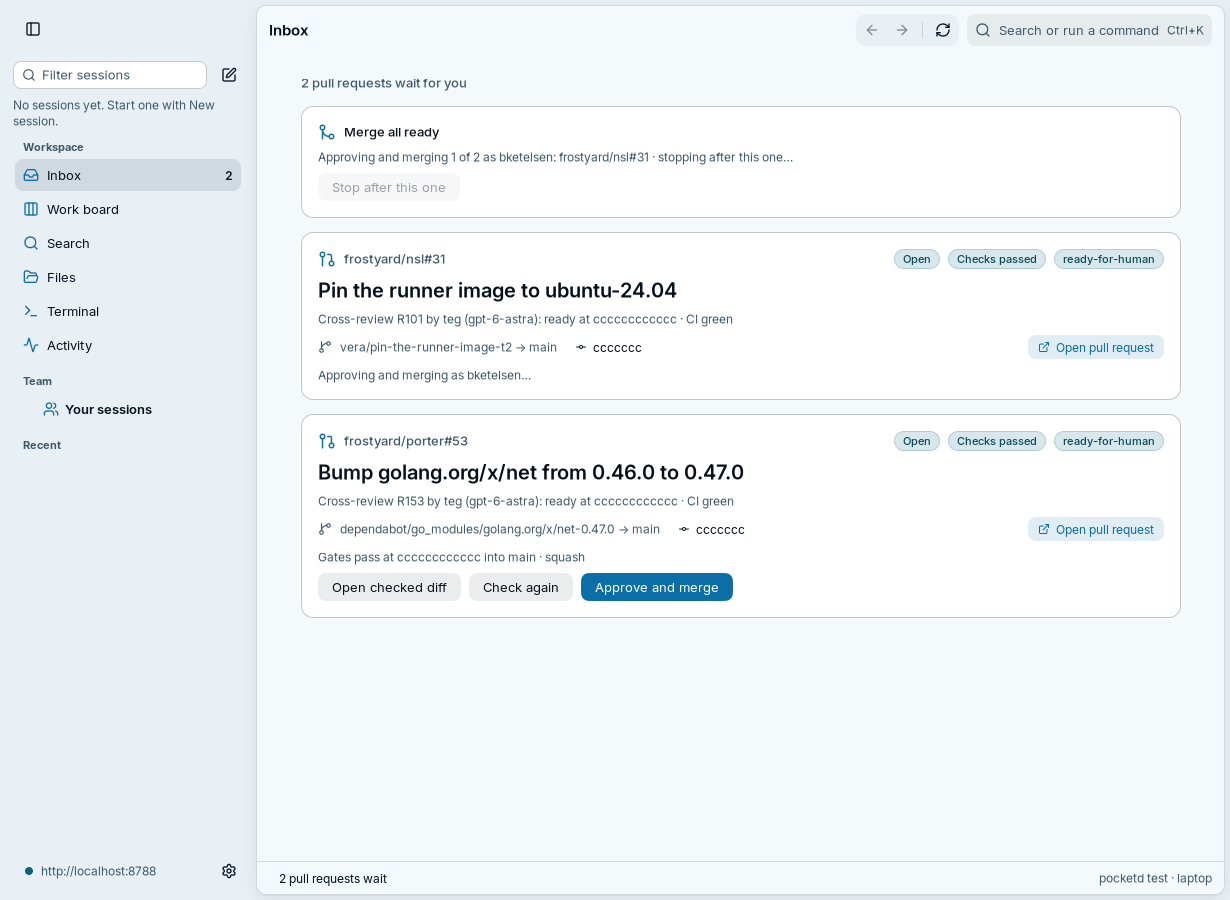 Inbox
Search or run a command Ctrl+K
Filter sessions
No sessions yet. Start one with New
session.
Workspace
Inbox 2
Work board
Search
Files
Terminal
Activity
Team
Your sessions
Recent
http://localhost:8788
2 pull requests wait for you
Merge all ready
Approving and merging 1 of 2 as bketelsen: frostyard/nsl#31 · stopping after this one…
Stop after this one
frostyard/nsl#31 Open Checks passed ready-for-human
Pin the runner image to ubuntu-24.04
Cross-review R101 by teg (gpt-6-astra): ready at cccccccccccc · CI green
vera/pin-the-runner-image-t2 → main ccccccc Open pull request
Approving and merging as bketelsen…
frostyard/porter#53 Open Checks passed ready-for-human
Bump golang.org/x/net from 0.46.0 to 0.47.0
Cross-review R153 by teg (gpt-6-astra): ready at cccccccccccc · CI green
dependabot/go_modules/golang.org/x/net-0.47.0 → main ccccccc Open pull request
Gates pass at cccccccccccc into main · squash
Open checked diff Check again Approve and merge
2 pull requests wait pocketd test · laptop